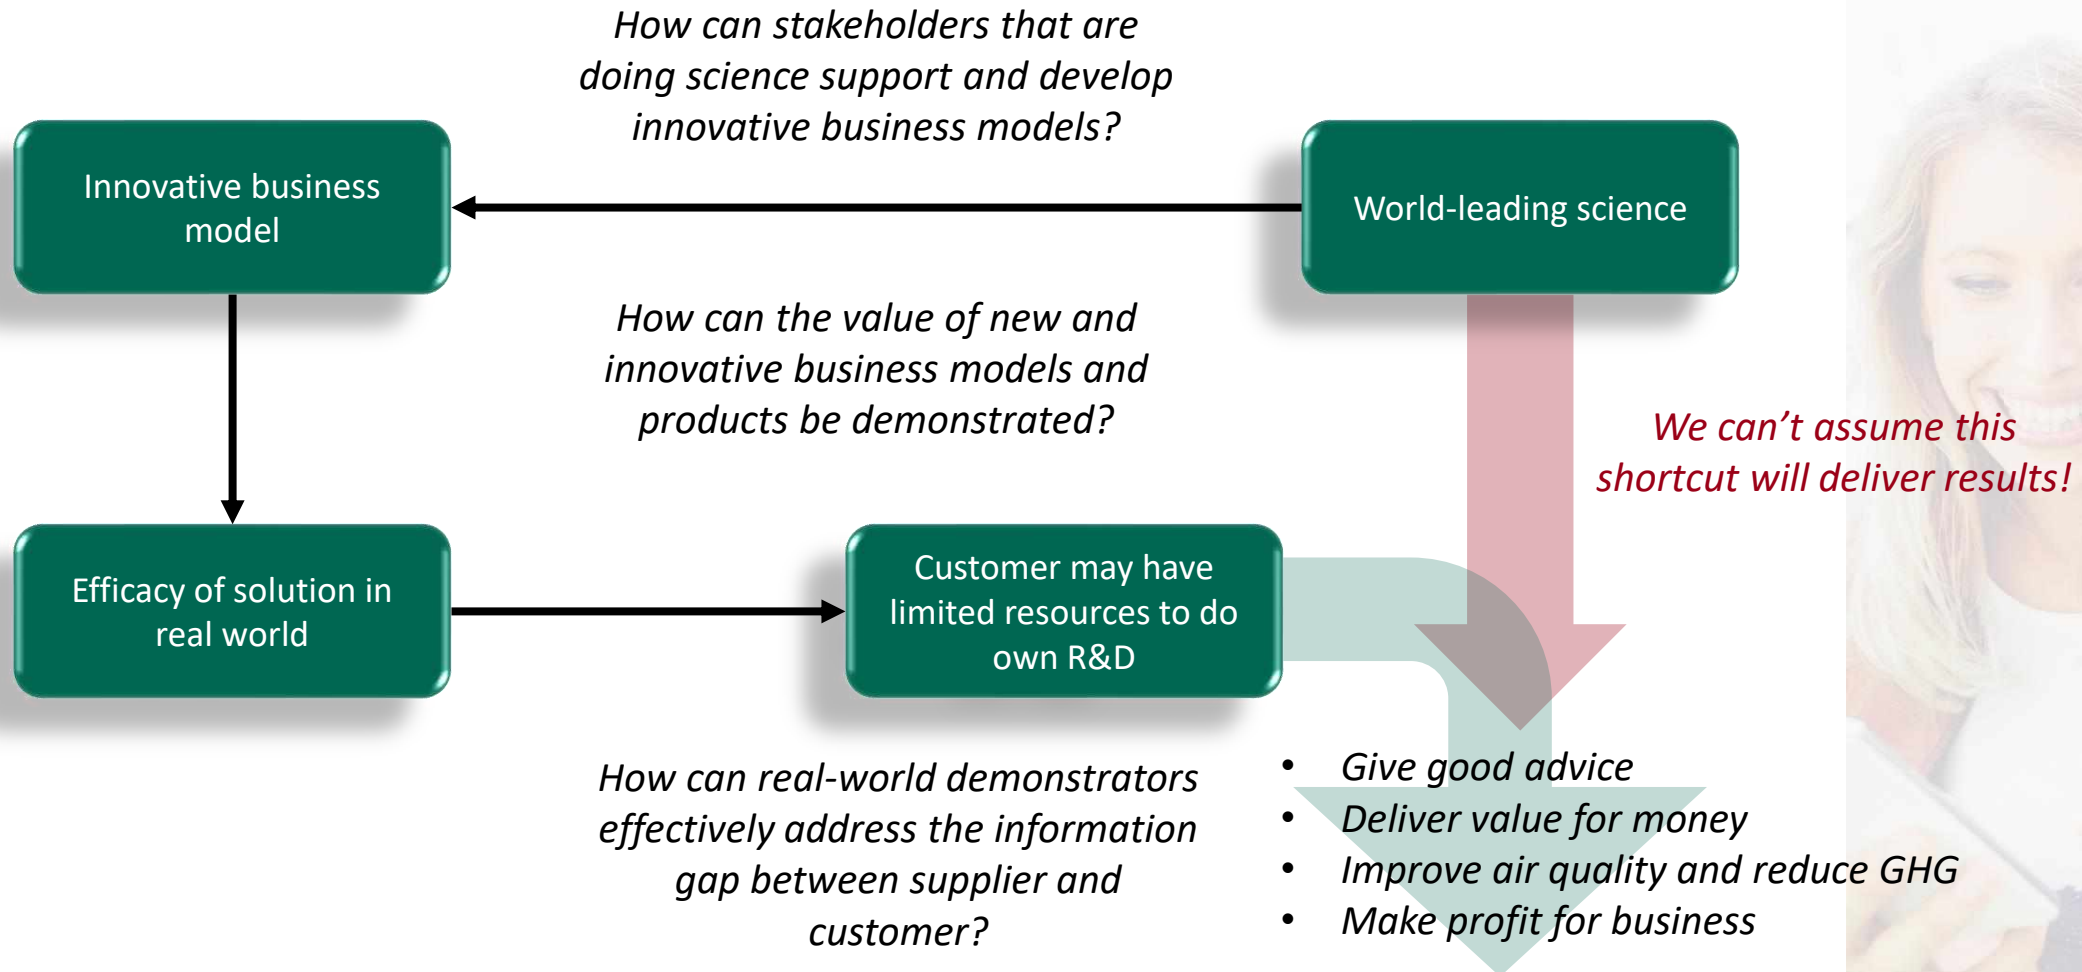 How can stakeholders that are
doing science support and develop
innovative business models?
Innovative business
model
World-leading science
How can the value of new and
innovative business models and
products be demonstrated?
We can’t assume this
shortcut will deliver results!
Efficacy of solution in
real world
Customer may have
limited resources to do
own R&D
How can real-world demonstrators
effectively address the information
gap between supplier and
customer?
• Give good advice
• Deliver value for money
• Improve air quality and reduce GHG
• Make profit for business